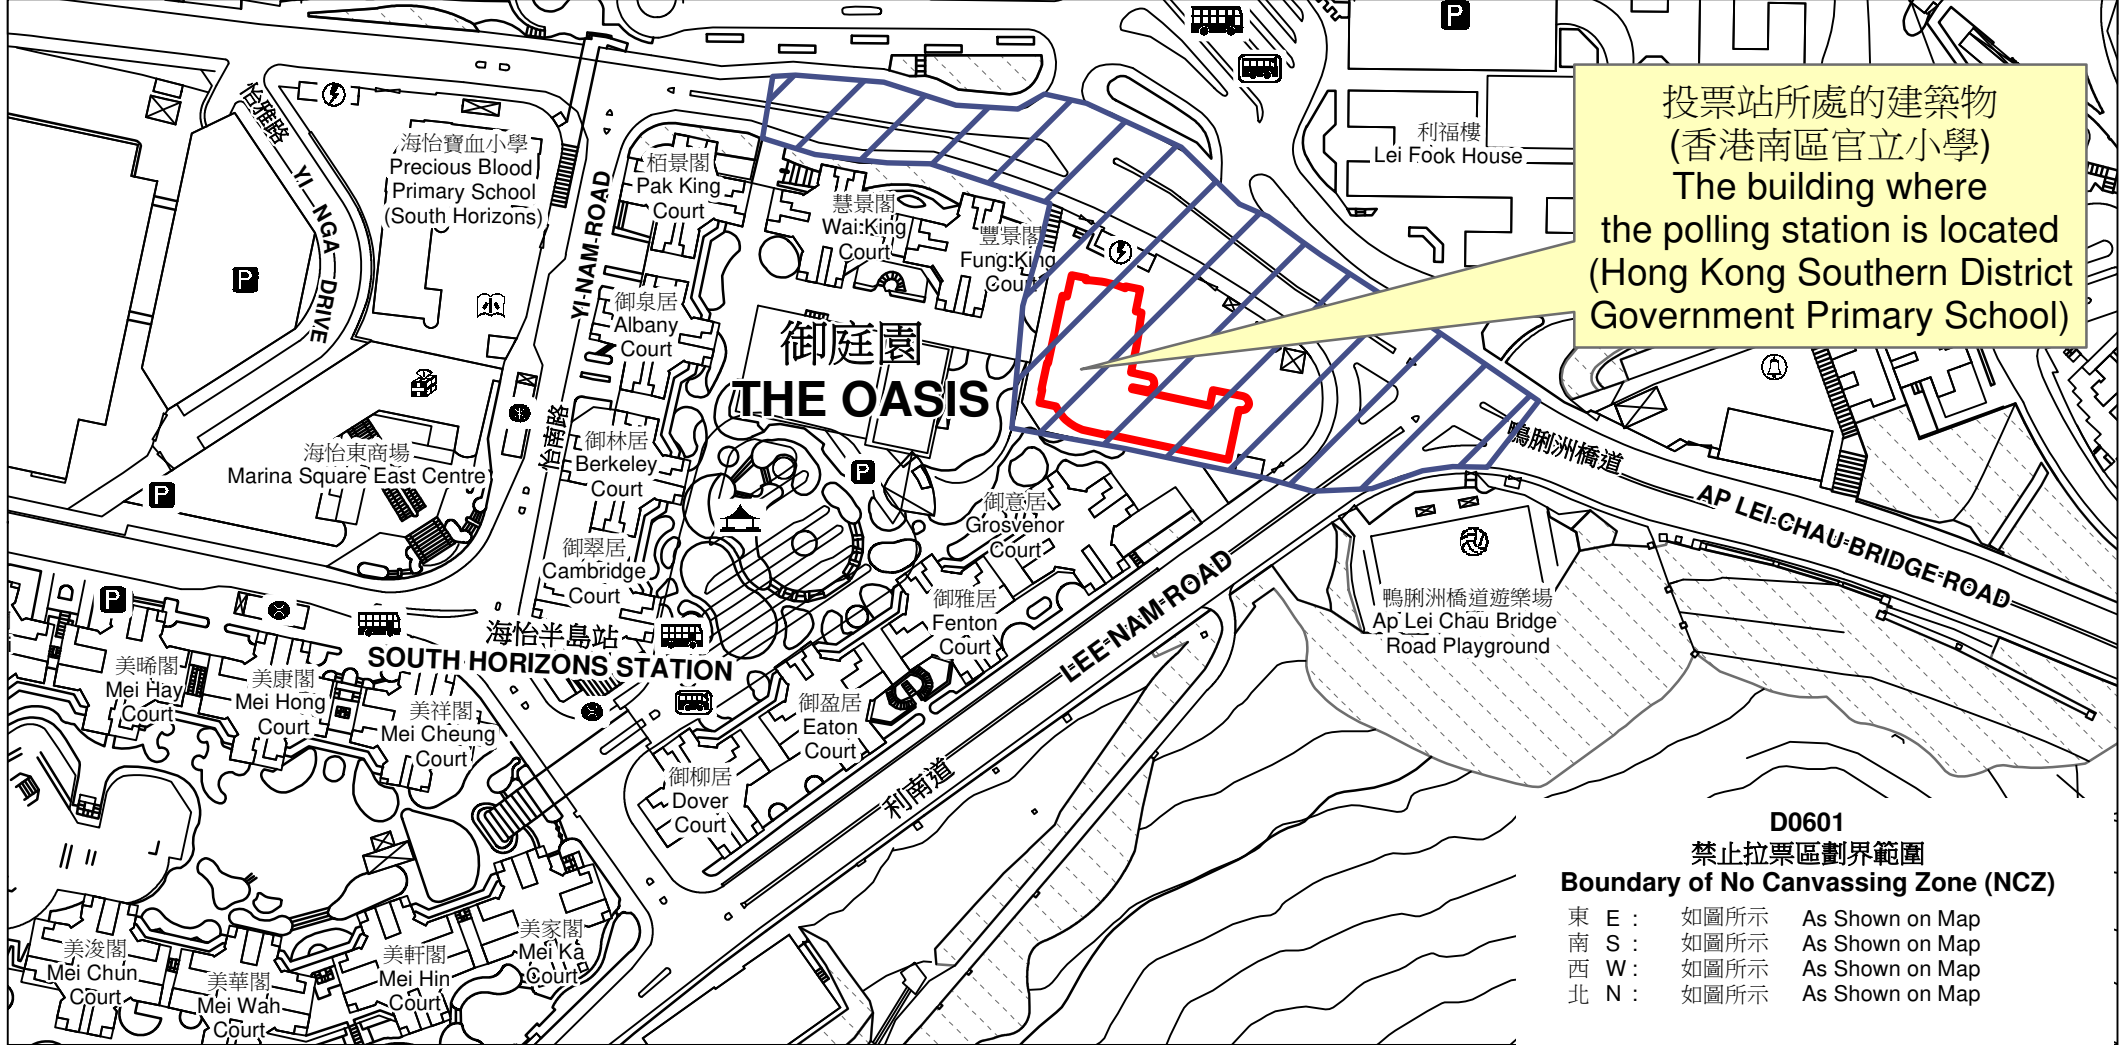 投票站所處的建築物
(香港南區官立小學)
The building where
the polling station is located
(Hong Kong Southern District
Government Primary School)
利福樓
Lei Fook House
怡雅路 YI NGA DRIVE
海怡寶血小學
Precious Blood
Primary School
(South Horizons)
怡南路 YI NAM ROAD
栢景閣
Pak King
Court
慧景閣
Wai King
Court
豐景閣
Fung King
Court
御泉居
Albany
Court
御庭園
THE OASIS
海怡東商場
Marina Square East Centre
御林居
Berkeley
Court
御意居
Grosvenor
Court
御翠居
Cambridge
Court
御雅居
Fenton
Court
鴨脷洲橋道
AP LEI CHAU BRIDGE ROAD
鴨脷洲橋道遊樂場
Ap Lei Chau Bridge
Road Playground
利南道
LEE NAM ROAD
海怡半島站
SOUTH HORIZONS STATION
美晞閣
Mei Hay
Court
美康閣
Mei Hong
Court
美祥閣
Mei Cheung
Court
御盈居
Eaton
Court
御柳居
Dover
Court
美浚閣
Mei Chun
Court
美華閣
Mei Wah
Court
美軒閣
Mei Hin
Court
美家閣
Mei Ka
Court
P
P
P
P
P
D0601
禁止拉票區劃界範圍
Boundary of No Canvassing Zone (NCZ)
東 E : 如圖所示 As Shown on Map
南 S : 如圖所示 As Shown on Map
西 W : 如圖所示 As Shown on Map
北 N : 如圖所示 As Shown on Map